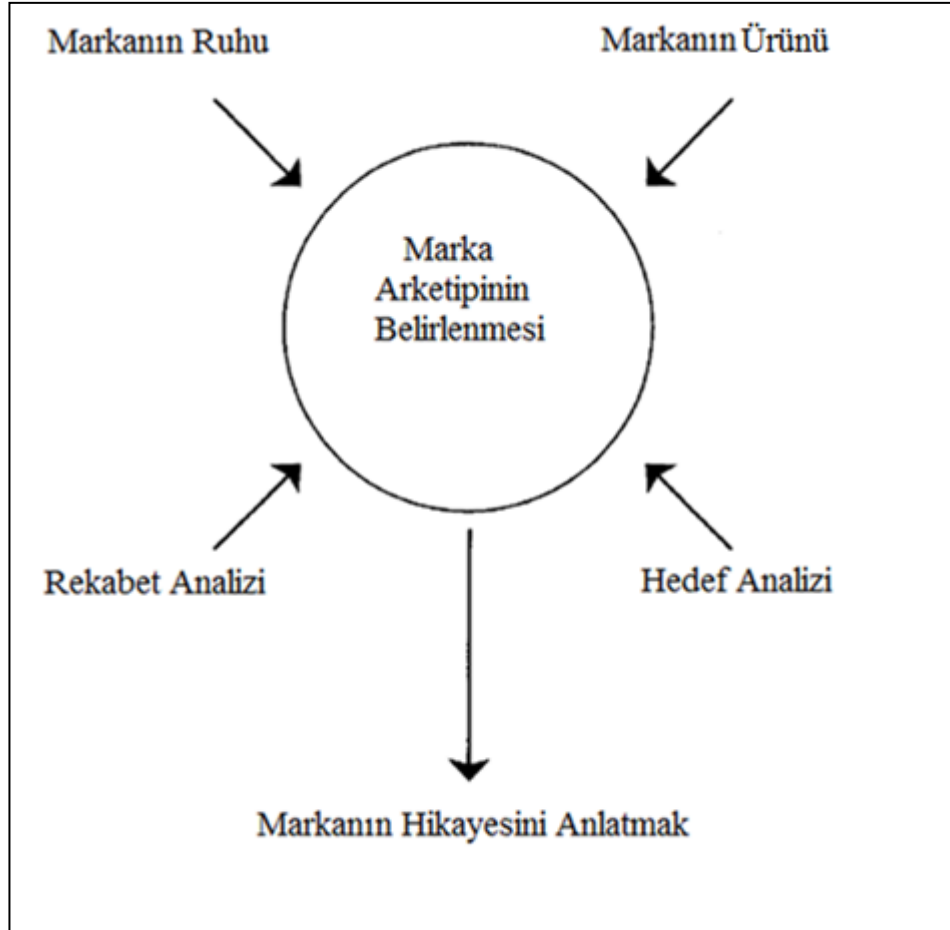 Markanın Ruhu
Markanın Ürünü
Marka
Arketipinin
Belirlenmesi
Rekabet Analizi
Hedef Analizi
Markanın Hikayesini Anlatmak